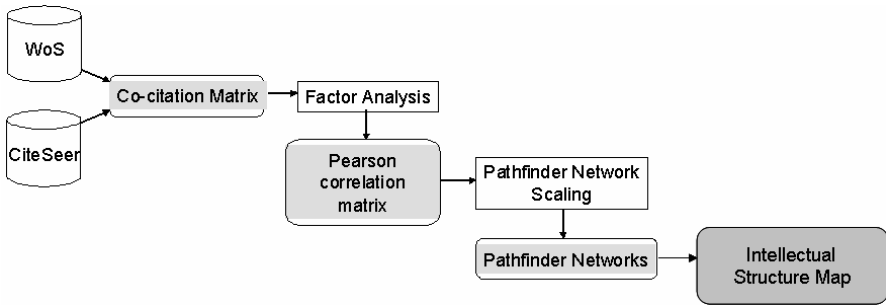 WoS
CiteSeer
Co-citation Matrix
Factor Analysis
Pearson
correlation
matrix
Pathfinder Network
Scaling
Pathfinder Networks
Intellectual
Structure Map